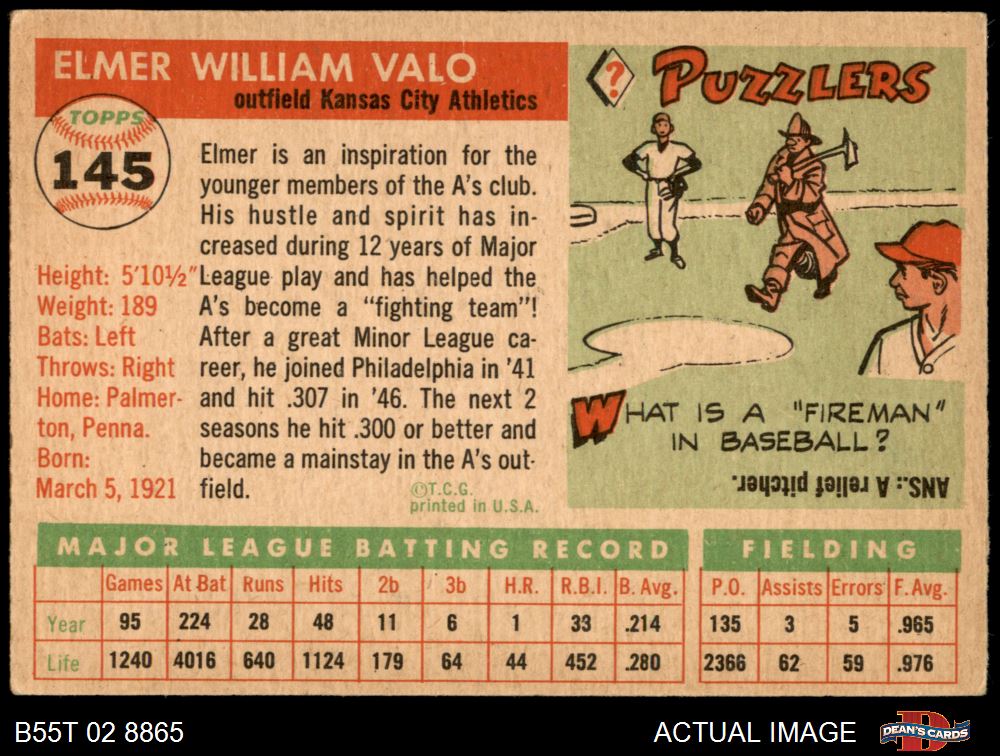 ELMER WILLIAM VALO
outfield Kansas City Athletics
TOPPS
145
Height: 5'10½"
Weight: 189
Bats: Left
Throws: Right
Home: Palmer-
ton, Penna.
Born:
March 5, 1921
Elmer is an inspiration for the
younger members of the A's club.
His hustle and spirit has in-
creased during 12 years of Major
League play and has helped the
A's become a "fighting team"!
After a great Minor League ca-
reer, he joined Philadelphia in '41
and hit .307 in '46. The next 2
seasons he hit .300 or better and
became a mainstay in the A's out-
field.
©T.C.G.
printed in U.S.A.
? PUZZLERS
WHAT IS A "FIREMAN"
IN BASEBALL?
ANS.: A relief pitcher.
MAJOR LEAGUE BATTING RECORD
Games At Bat Runs Hits 2b 3b H.R. R.B.I. B. Avg.
Year 95 224 28 48 11 6 1 33 .214
Life 1240 4016 640 1124 179 64 44 452 .280
FIELDING
P.O. Assists Errors F. Avg.
135 3 5 .965
2366 62 59 .976
B55T 02 8865
ACTUAL IMAGE
D
DEAN'S CARDS